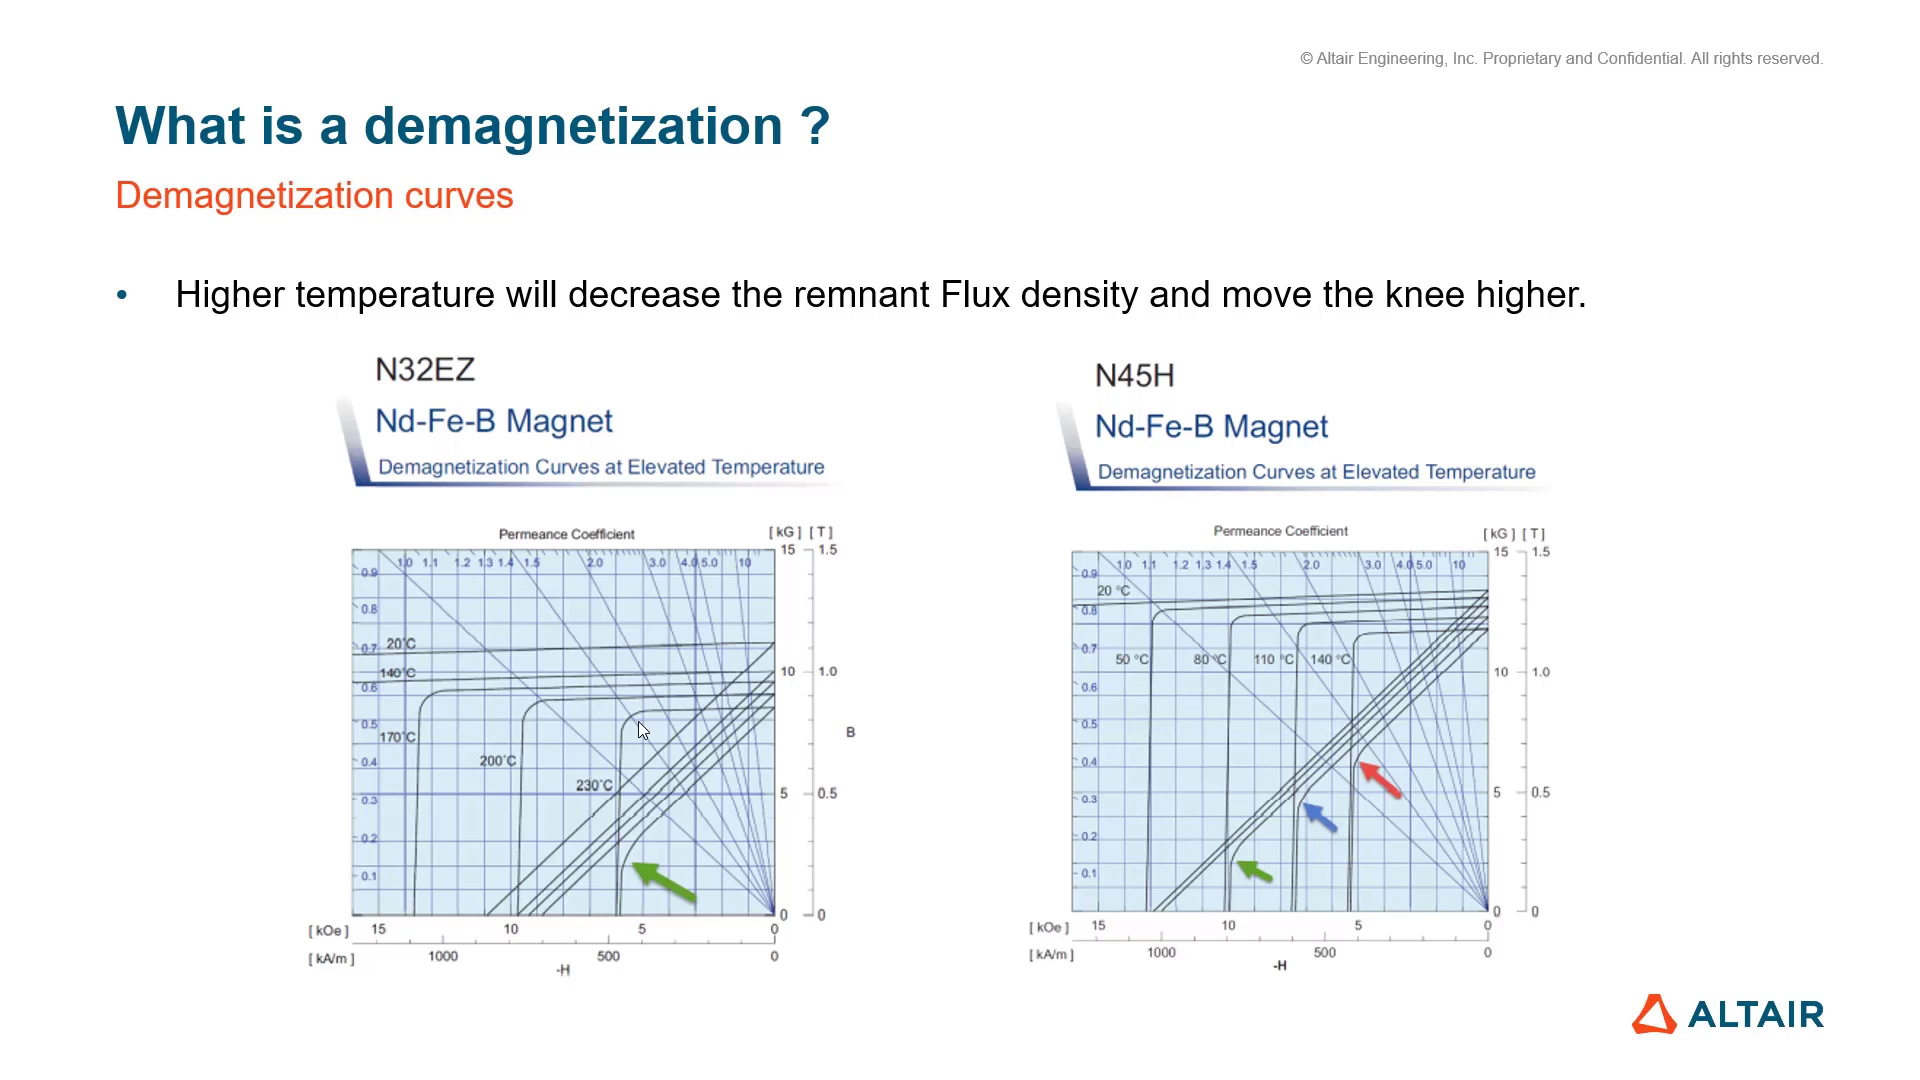 © Altair Engineering, Inc. Proprietary and Confidential. All rights reserved.
What is a demagnetization ?
Demagnetization curves
• Higher temperature will decrease the remnant Flux density and move the knee higher.
N32EZ
Nd-Fe-B Magnet
Demagnetization Curves at Elevated Temperature
Permeance Coefficient
[ kG ] [ T ]
15 1.5
1.0 1.1 1.2 1.3 1.4 1.5 2.0 3.0 4.0 5.0 10
0.9
0.8
20°C
0.7
140°C
10 1.0
0.6
0.5
170°C
B
200°C
0.4
230°C
0.3
5 0.5
0.2
0.1
0 0
[ kOe ] 15 10 5 0
[ kA/m ] 1000 500 0
-H
N45H
Nd-Fe-B Magnet
Demagnetization Curves at Elevated Temperature
Permeance Coefficient
[ kG ] [ T ]
15 1.5
1.0 1.1 1.2 1.3 1.4 1.5 2.0 3.0 4.0 5.0 10
0.9
20 °C
0.8
0.7
50 °C 80 °C 110 °C 140 °C
10 1.0
0.6
0.5
0.4
0.3
5 0.5
0.2
0.1
0 0
[ kOe ] 15 10 5 0
[ kA/m ] 1000 500 0
-H
ALTAIR